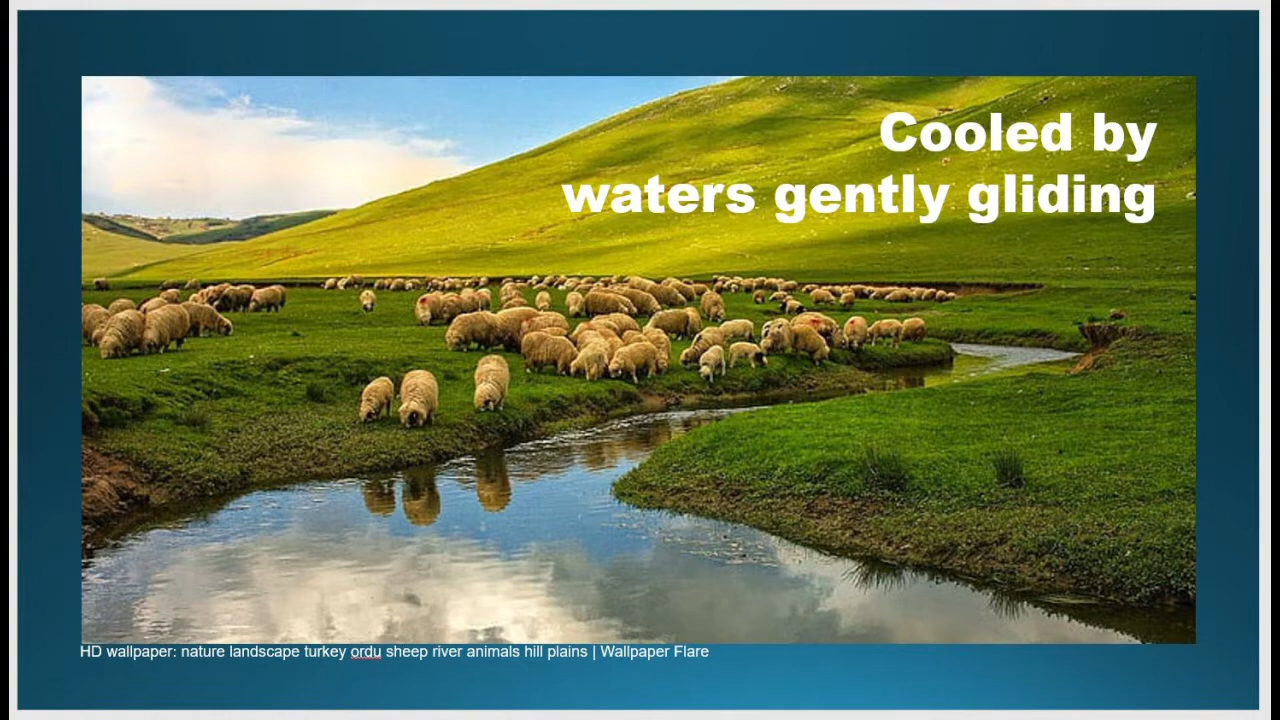 Cooled by
waters gently gliding
HD wallpaper: nature landscape turkey ordu sheep river animals hill plains | Wallpaper Flare